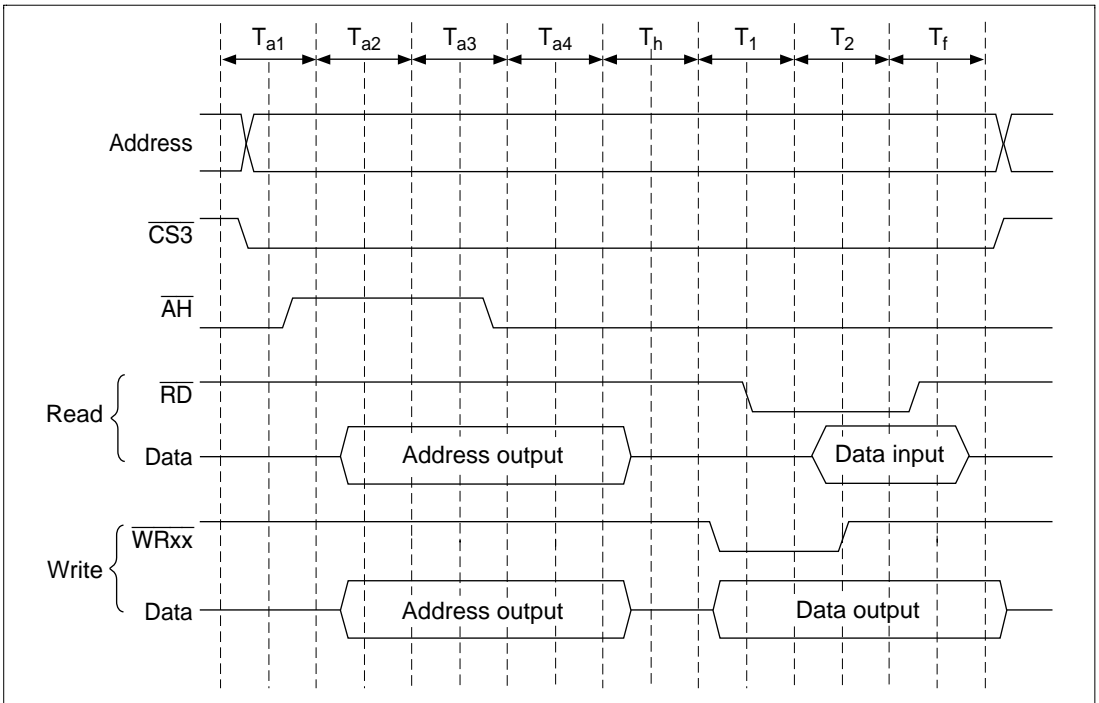 Ta1 Ta2 Ta3 Ta4 Th T1 T2 Tf
Address
CS3
AH
Read
RD
Data Address output Data input
Write
WRxx
Data Address output Data output